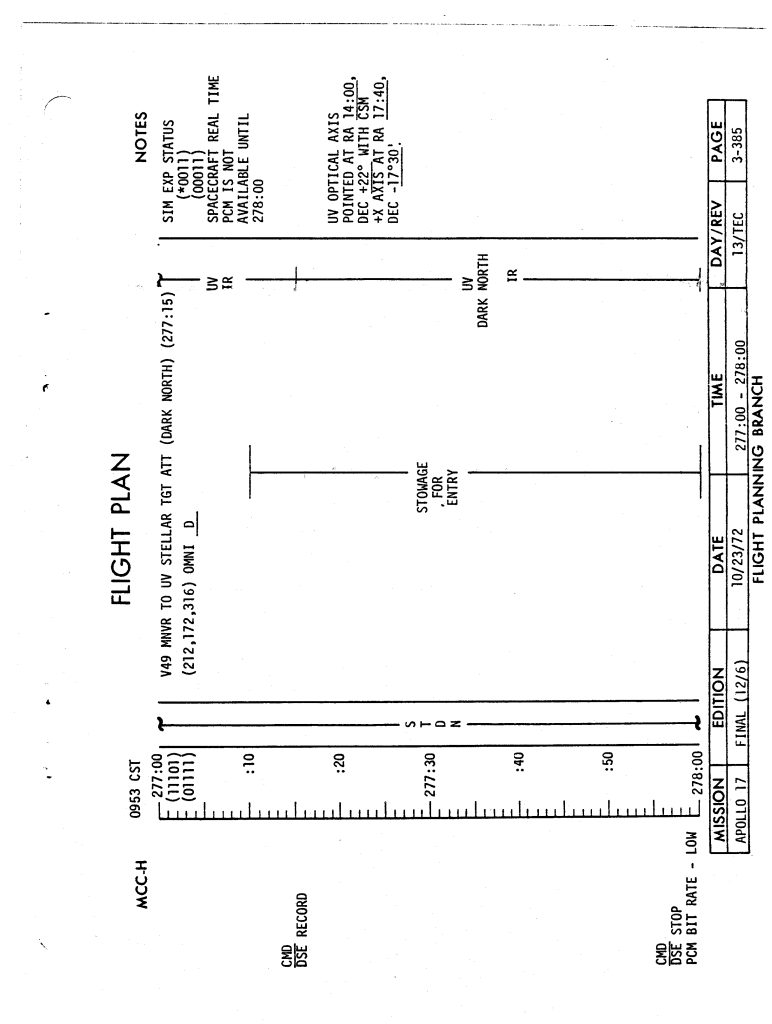 FLIGHT PLAN
MCC-H
0953 CST
NOTES
277:00
(11101)
(01111)
:10
:20
277:30
:40
:50
278:00
CMD
DSE RECORD
CMD
DSE STOP
PCM BIT RATE - LOW
S
T
D
N
V49 MNVR TO UV STELLAR TGT ATT (DARK NORTH) (277:15)
(212,172,316) OMNI D
STOWAGE
FOR
ENTRY
UV
IR
UV
DARK NORTH
IR
SIM EXP STATUS
(*0011)
(00011)
SPACECRAFT REAL TIME
PCM IS NOT
AVAILABLE UNTIL
278:00
UV OPTICAL AXIS
POINTED AT RA 14:00,
DEC +22° WITH CSM
+X AXIS AT RA 17:40,
DEC -17°30'.
MISSION EDITION DATE TIME DAY/REV PAGE
APOLLO 17 FINAL (12/6) 10/23/72 277:00 - 278:00 13/TEC 3-385
FLIGHT PLANNING BRANCH